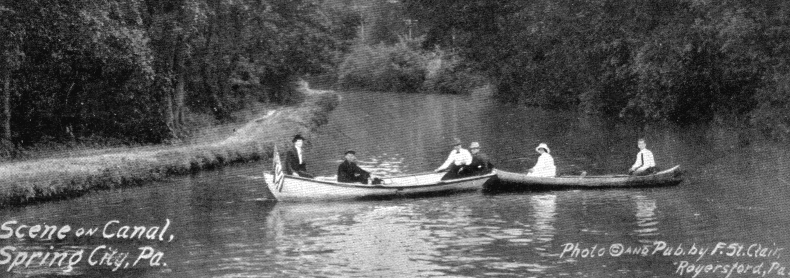 Scene on Canal,
Spring City, Pa.
Photo © AND Pub. by F. St. Clair,
Royersford, Pa.